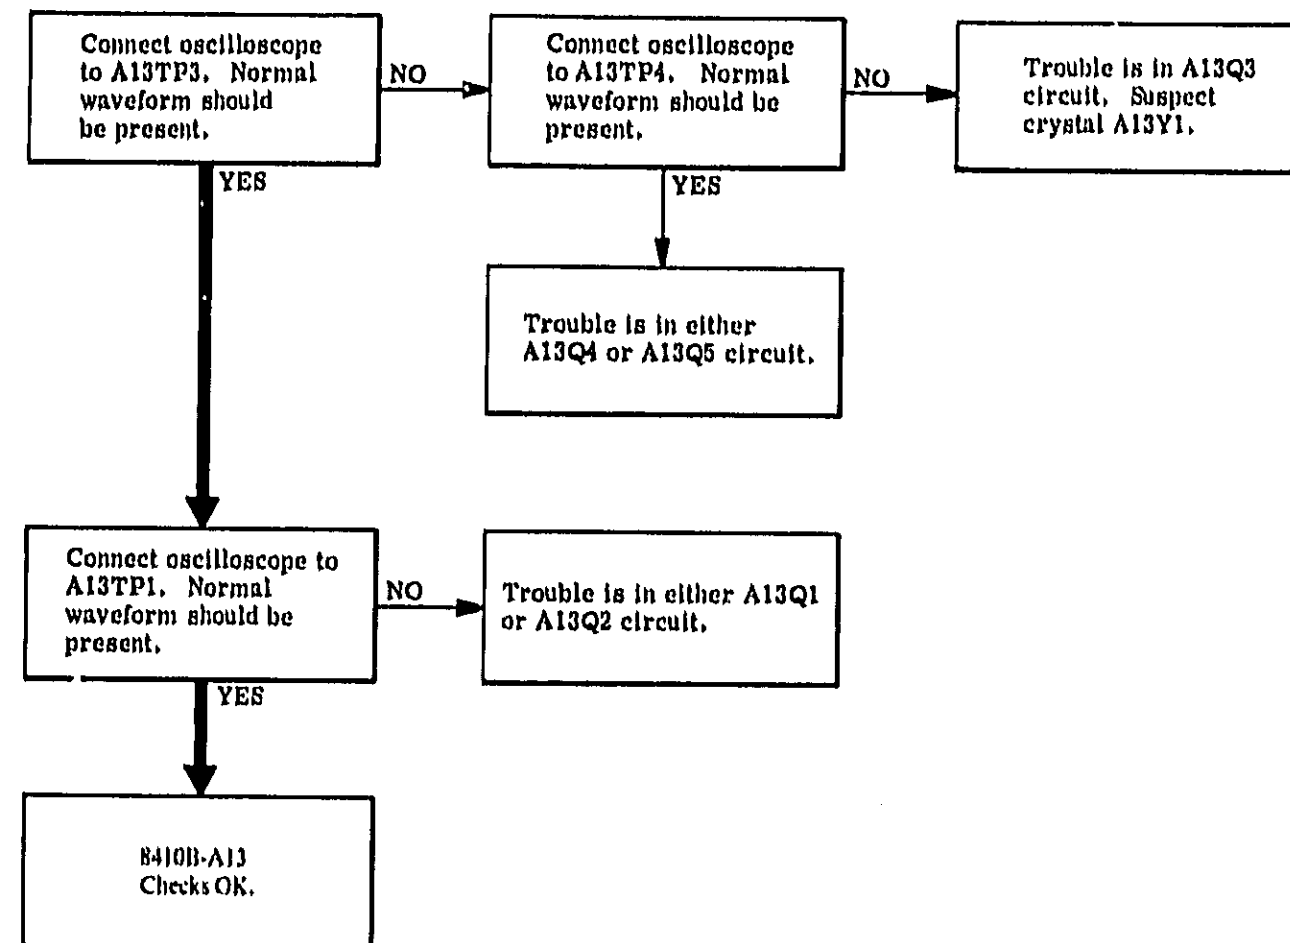 Connect oscilloscope
to A13TP3. Normal
waveform should
be present.
NO
Connect oscilloscope
to A13TP4. Normal
waveform should be
present.
NO
Trouble is in A13Q3
circuit. Suspect
crystal A13Y1.
YES
YES
Trouble is in either
A13Q4 or A13Q5 circuit.
Connect oscilloscope to
A13TP1. Normal
waveform should be
present.
NO
Trouble is in either A13Q1
or A13Q2 circuit.
YES
8410B-A13
Checks OK.